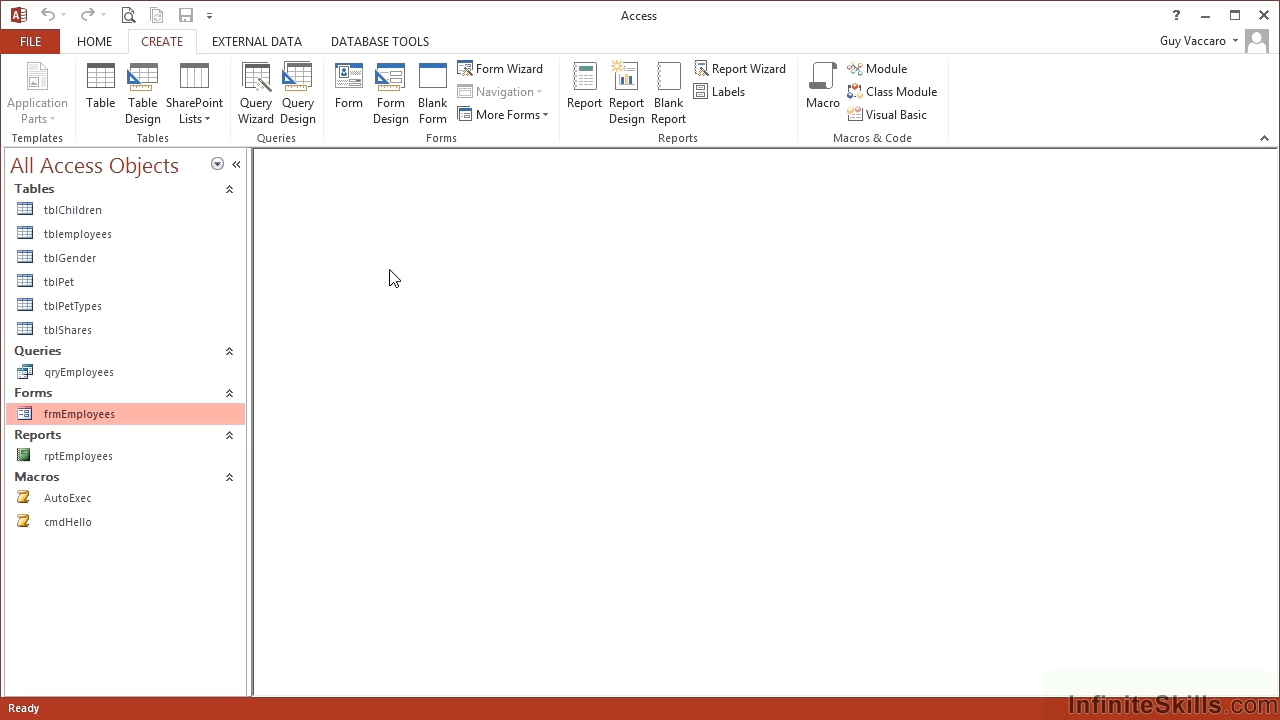 Access
?
Guy Vaccaro
FILE HOME CREATE EXTERNAL DATA DATABASE TOOLS
Application Parts
Templates
Table
Table Design
SharePoint Lists
Tables
Query Wizard
Query Design
Queries
Form
Form Design
Blank Form
Form Wizard
Navigation
More Forms
Forms
Report
Report Design
Blank Report
Report Wizard
Labels
Reports
Macro
Module
Class Module
Visual Basic
Macros & Code
All Access Objects
Tables
tblChildren
tblemployees
tblGender
tblPet
tblPetTypes
tblShares
Queries
qryEmployees
Forms
frmEmployees
Reports
rptEmployees
Macros
AutoExec
cmdHello
Ready
InfiniteSkills.com